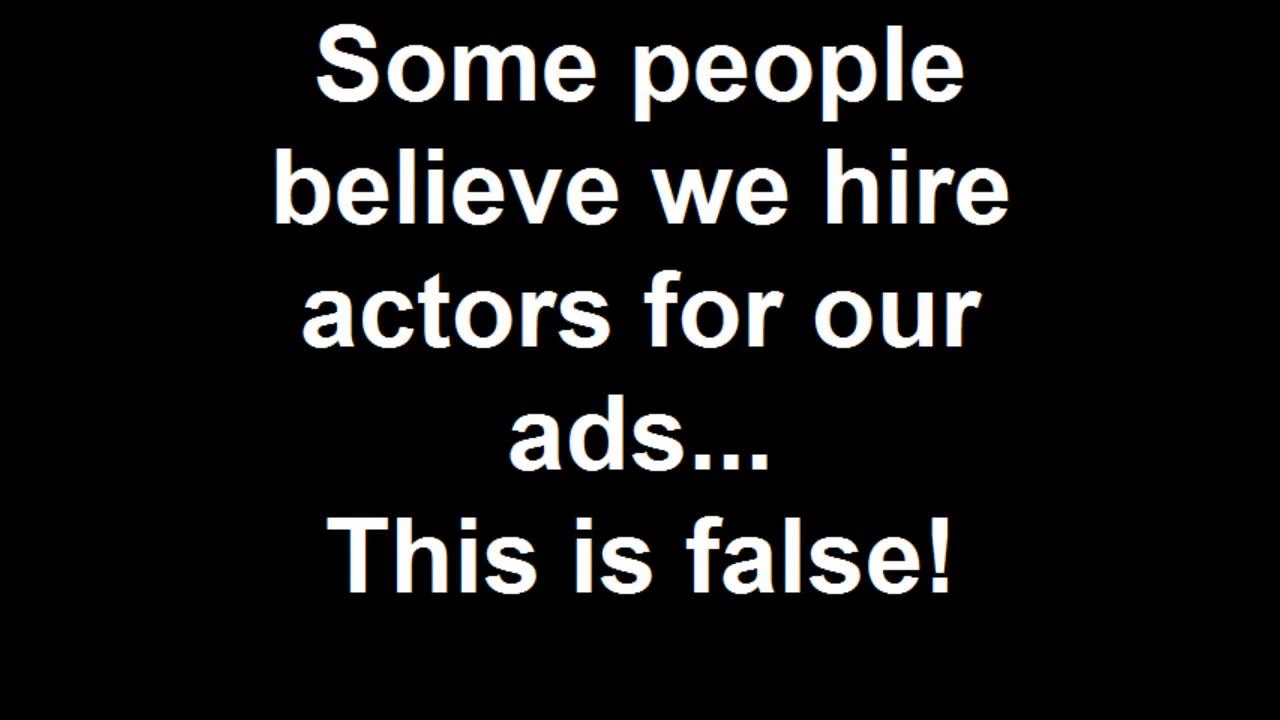 Some people
believe we hire
actors for our
ads...
This is false!